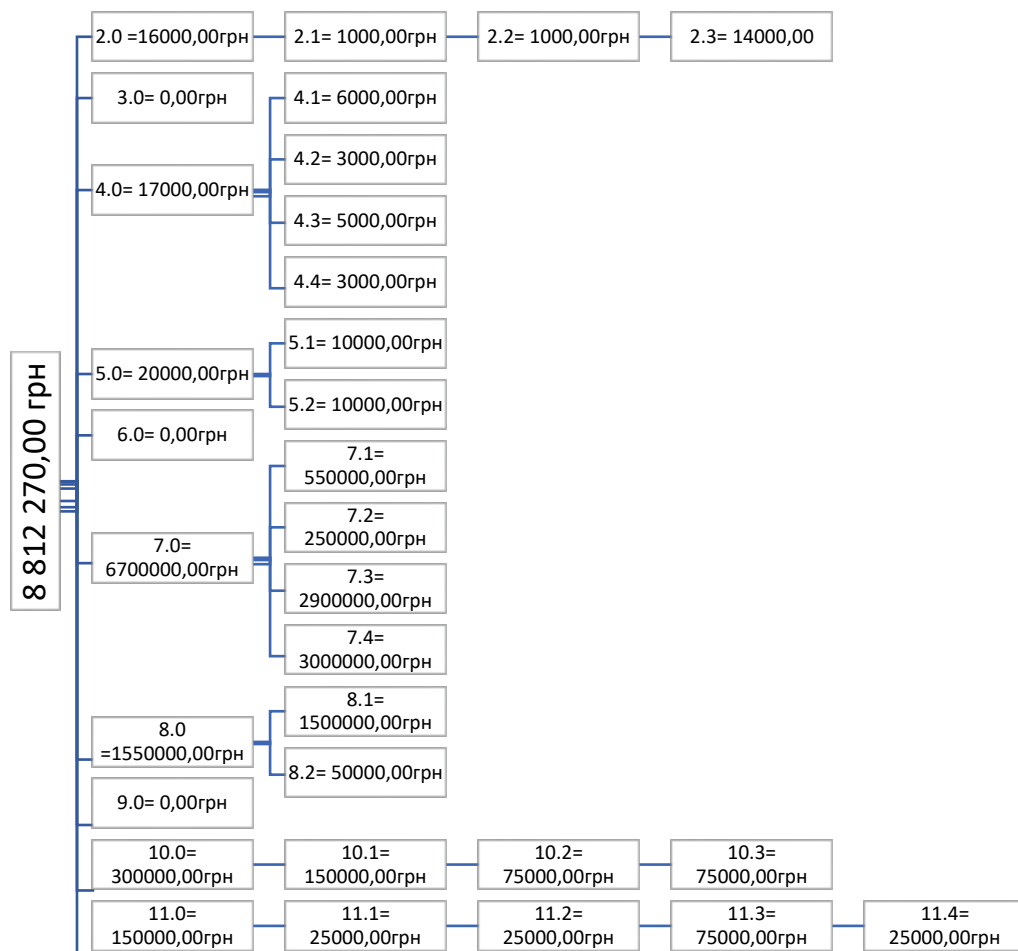 2.0 =16000,00грн
2.1= 1000,00грн
2.2= 1000,00грн
2.3= 14000,00
3.0= 0,00грн
4.1= 6000,00грн
4.2= 3000,00грн
4.0= 17000,00грн
4.3= 5000,00грн
4.4= 3000,00грн
8 812 270,00 грн
5.1= 10000,00грн
5.0= 20000,00грн
5.2= 10000,00грн
6.0= 0,00грн
7.1=
550000,00грн
7.2=
250000,00грн
7.0=
6700000,00грн
7.3=
2900000,00грн
7.4=
3000000,00грн
8.1=
1500000,00грн
8.0
=1550000,00грн
8.2= 50000,00грн
9.0= 0,00грн
10.0=
300000,00грн
10.1=
150000,00грн
10.2=
75000,00грн
10.3=
75000,00грн
11.0=
150000,00грн
11.1=
25000,00грн
11.2=
25000,00грн
11.3=
75000,00грн
11.4=
25000,00грн